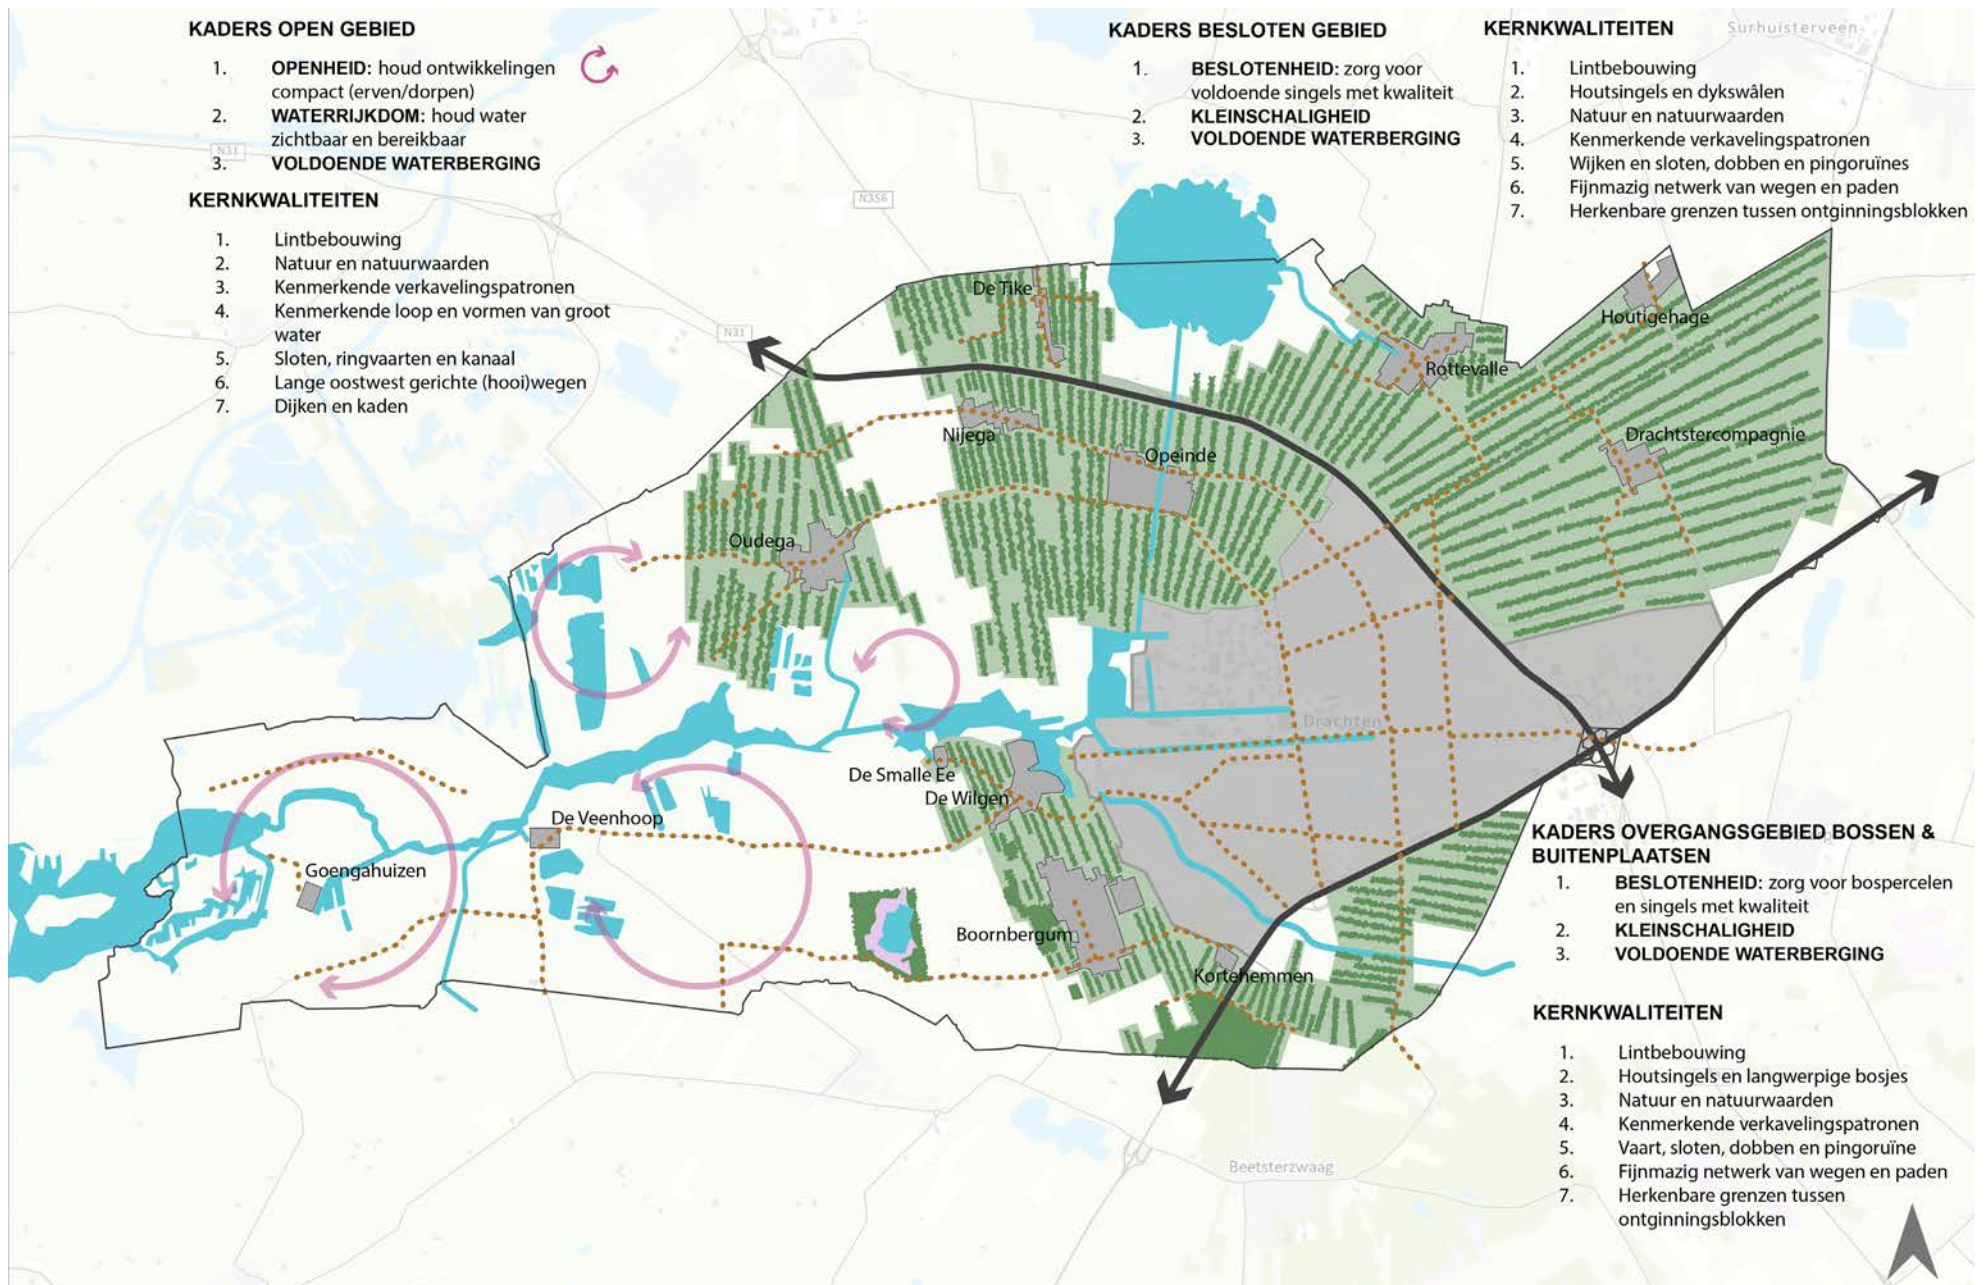 KADERS OPEN GEBIED
1. OPENHEID: houd ontwikkelingen
compact (erven/dorpen)
2. WATERRIJKDOM: houd water
zichtbaar en bereikbaar
3. VOLDOENDE WATERBERGING
KERNKWALITEITEN
1. Lintbebouwing
2. Natuur en natuurwaarden
3. Kenmerkende verkavelingspatronen
4. Kenmerkende loop en vormen van groot
water
5. Sloten, ringvaarten en kanaal
6. Lange oostwest gerichte (hooi)wegen
7. Dijken en kaden
KADERS BESLOTEN GEBIED
1. BESLOTENHEID: zorg voor
voldoende singels met kwaliteit
2. KLEINSCHALIGHEID
3. VOLDOENDE WATERBERGING
KERNKWALITEITEN
1. Lintbebouwing
2. Houtsingels en dykswâlen
3. Natuur en natuurwaarden
4. Kenmerkende verkavelingspatronen
5. Wijken en sloten, dobben en pingoruïnes
6. Fijnmazig netwerk van wegen en paden
7. Herkenbare grenzen tussen ontginningsblokken
Surhuisterveen
N31
N356
N31
De Tike
Houtigehage
Rottevalle
Nijega
Opeinde
Drachtstercompagnie
Oudega
Drachten
De Smalle Ee
De Wilgen
De Veenhoop
Goengahuizen
Boornbergum
Kortehemmen
Beetsterzwaag
KADERS OVERGANGSGEBIED BOSSEN &
BUITENPLAATSEN
1. BESLOTENHEID: zorg voor bospercelen
en singels met kwaliteit
2. KLEINSCHALIGHEID
3. VOLDOENDE WATERBERGING
KERNKWALITEITEN
1. Lintbebouwing
2. Houtsingels en langwerpige bosjes
3. Natuur en natuurwaarden
4. Kenmerkende verkavelingspatronen
5. Vaart, sloten, dobben en pingoruïne
6. Fijnmazig netwerk van wegen en paden
7. Herkenbare grenzen tussen
ontginningsblokken